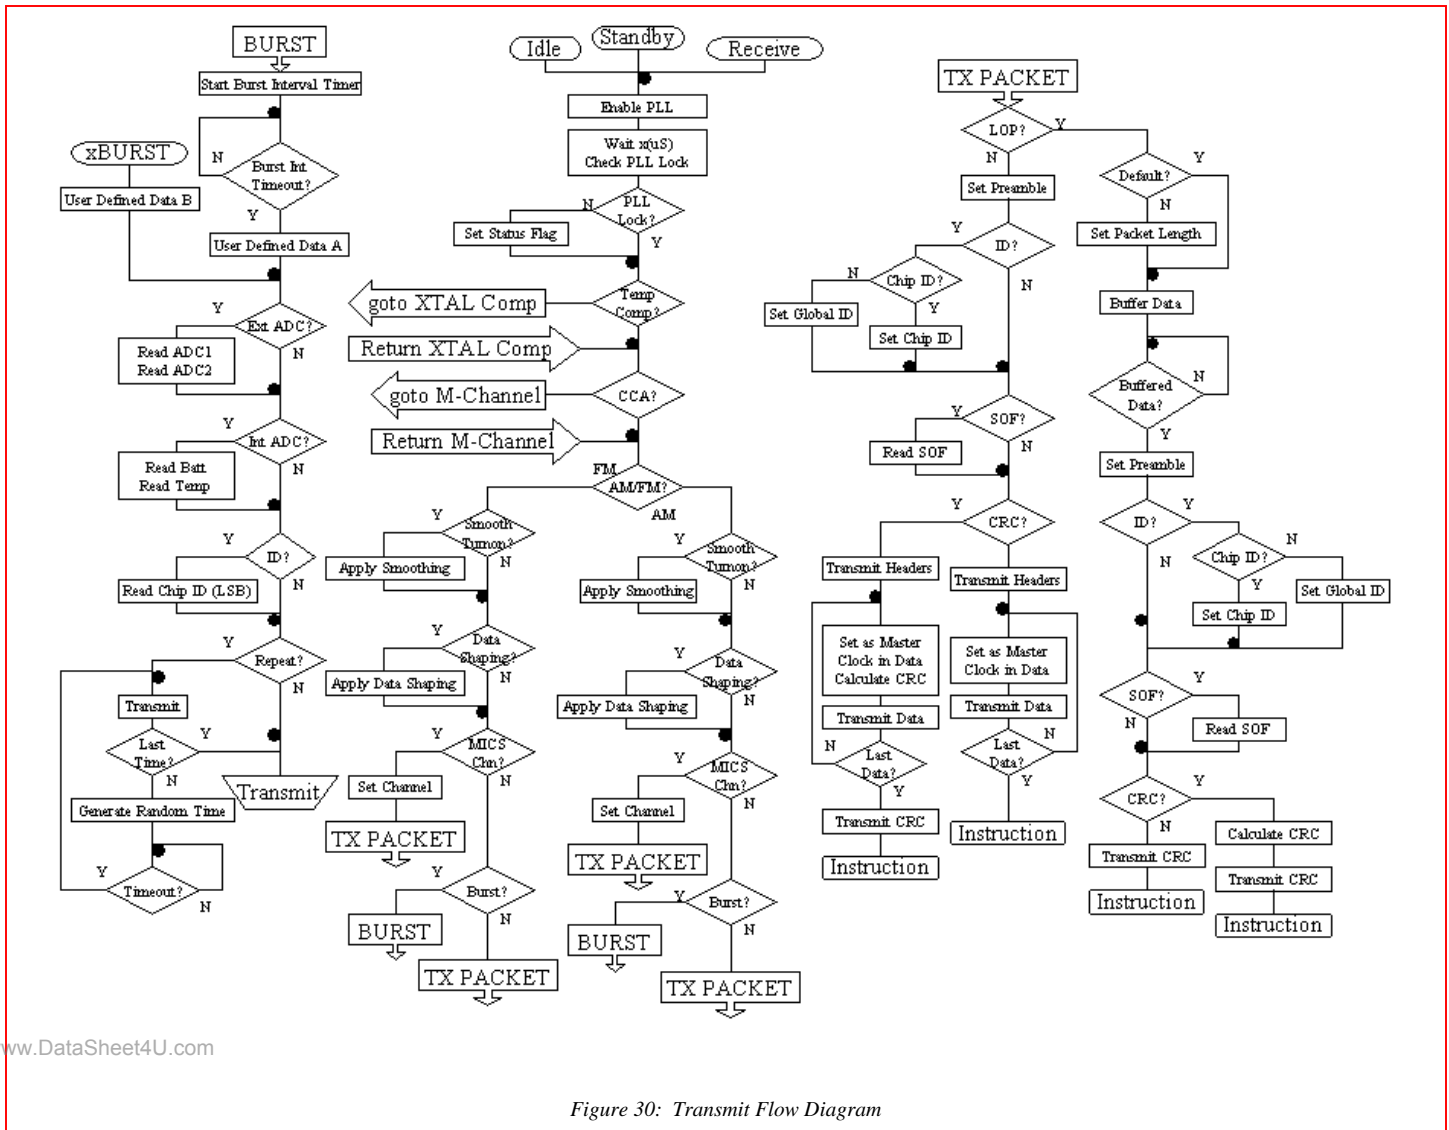 BURST
Start Burst Interval Timer
xBURST
N
Burst Int
Timeout?
Y
User Defined Data B
User Defined Data A
Y
Ext ADC?
N
Read ADC1
Read ADC2
Y
Int ADC?
N
Read Batt
Read Temp
Y
ID?
N
Read Chip ID (LSB)
Y
Repeat?
N
Transmit
Y
Last
Time?
N
Transmit
Generate Random Time
Y
Timeout?
N
Idle
Standby
Receive
Enable PLL
Wait x(uS)
Check PLL Lock
N
PLL
Lock?
Y
Set Status Flag
goto XTAL Comp
Temp
Comp?
Return XTAL Comp
goto M-Channel
CCA?
Return M-Channel
FM
AM/FM?
AM
Y
Smooth
Turnon?
N
Apply Smoothing
Y
Data
Shaping?
N
Apply Data Shaping
Y
MICS
Chn?
N
Set Channel
TX PACKET
Y
Burst?
N
BURST
TX PACKET
Y
Smooth
Turnon?
N
Apply Smoothing
Y
Data
Shaping?
N
Apply Data Shaping
Y
MICS
Chn?
N
Set Channel
TX PACKET
Y
Burst?
N
BURST
TX PACKET
TX PACKET
LOP?
Y
N
Set Preamble
Y
ID?
N
N
Chip ID?
Y
Set Global ID
Set Chip ID
Y
SOF?
N
Read SOF
Y
CRC?
N
Transmit Headers
Set as Master
Clock in Data
Calculate CRC
Transmit Data
N
Last
Data?
Y
Transmit CRC
Instruction
Transmit Headers
Set as Master
Clock in Data
Transmit Data
N
Last
Data?
Y
Instruction
Y
Default?
N
Set Packet Length
Buffer Data
Buffered
Data?
N
Y
Set Preamble
ID?
Y
N
Chip ID?
N
Y
Set Global ID
Set Chip ID
SOF?
Y
N
Read SOF
CRC?
Y
N
Calculate CRC
Transmit CRC
Transmit CRC
Instruction
Instruction
ww.DataSheet4U.com
Figure 30: Transmit Flow Diagram